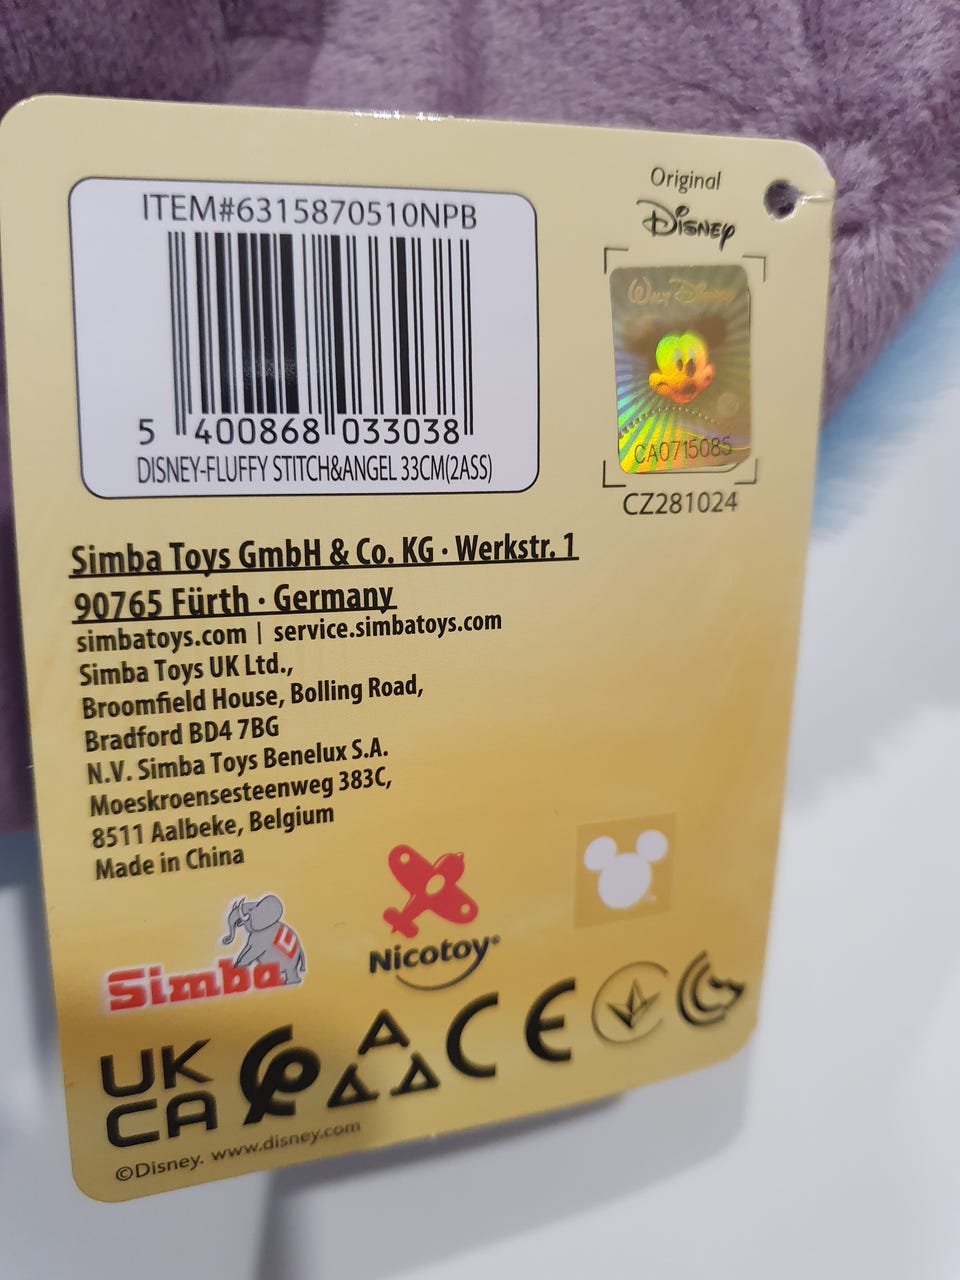 ITEM#6315870510NPB
5 400868 033038
DISNEY-FLUFFY STITCH&ANGEL 33CM(2ASS)
Original
Disney
Walt Disney
CA0715085
CZ281024
Simba Toys GmbH & Co. KG · Werkstr. 1
90765 Fürth · Germany
simbatoys.com | service.simbatoys.com
Simba Toys UK Ltd.,
Broomfield House, Bolling Road,
Bradford BD4 7BG
N.V. Simba Toys Benelux S.A.
Moeskroensesteenweg 383C,
8511 Aalbeke, Belgium
Made in China
Simba
Nicotoy®
UK
CA
CE
©Disney. www.disney.com